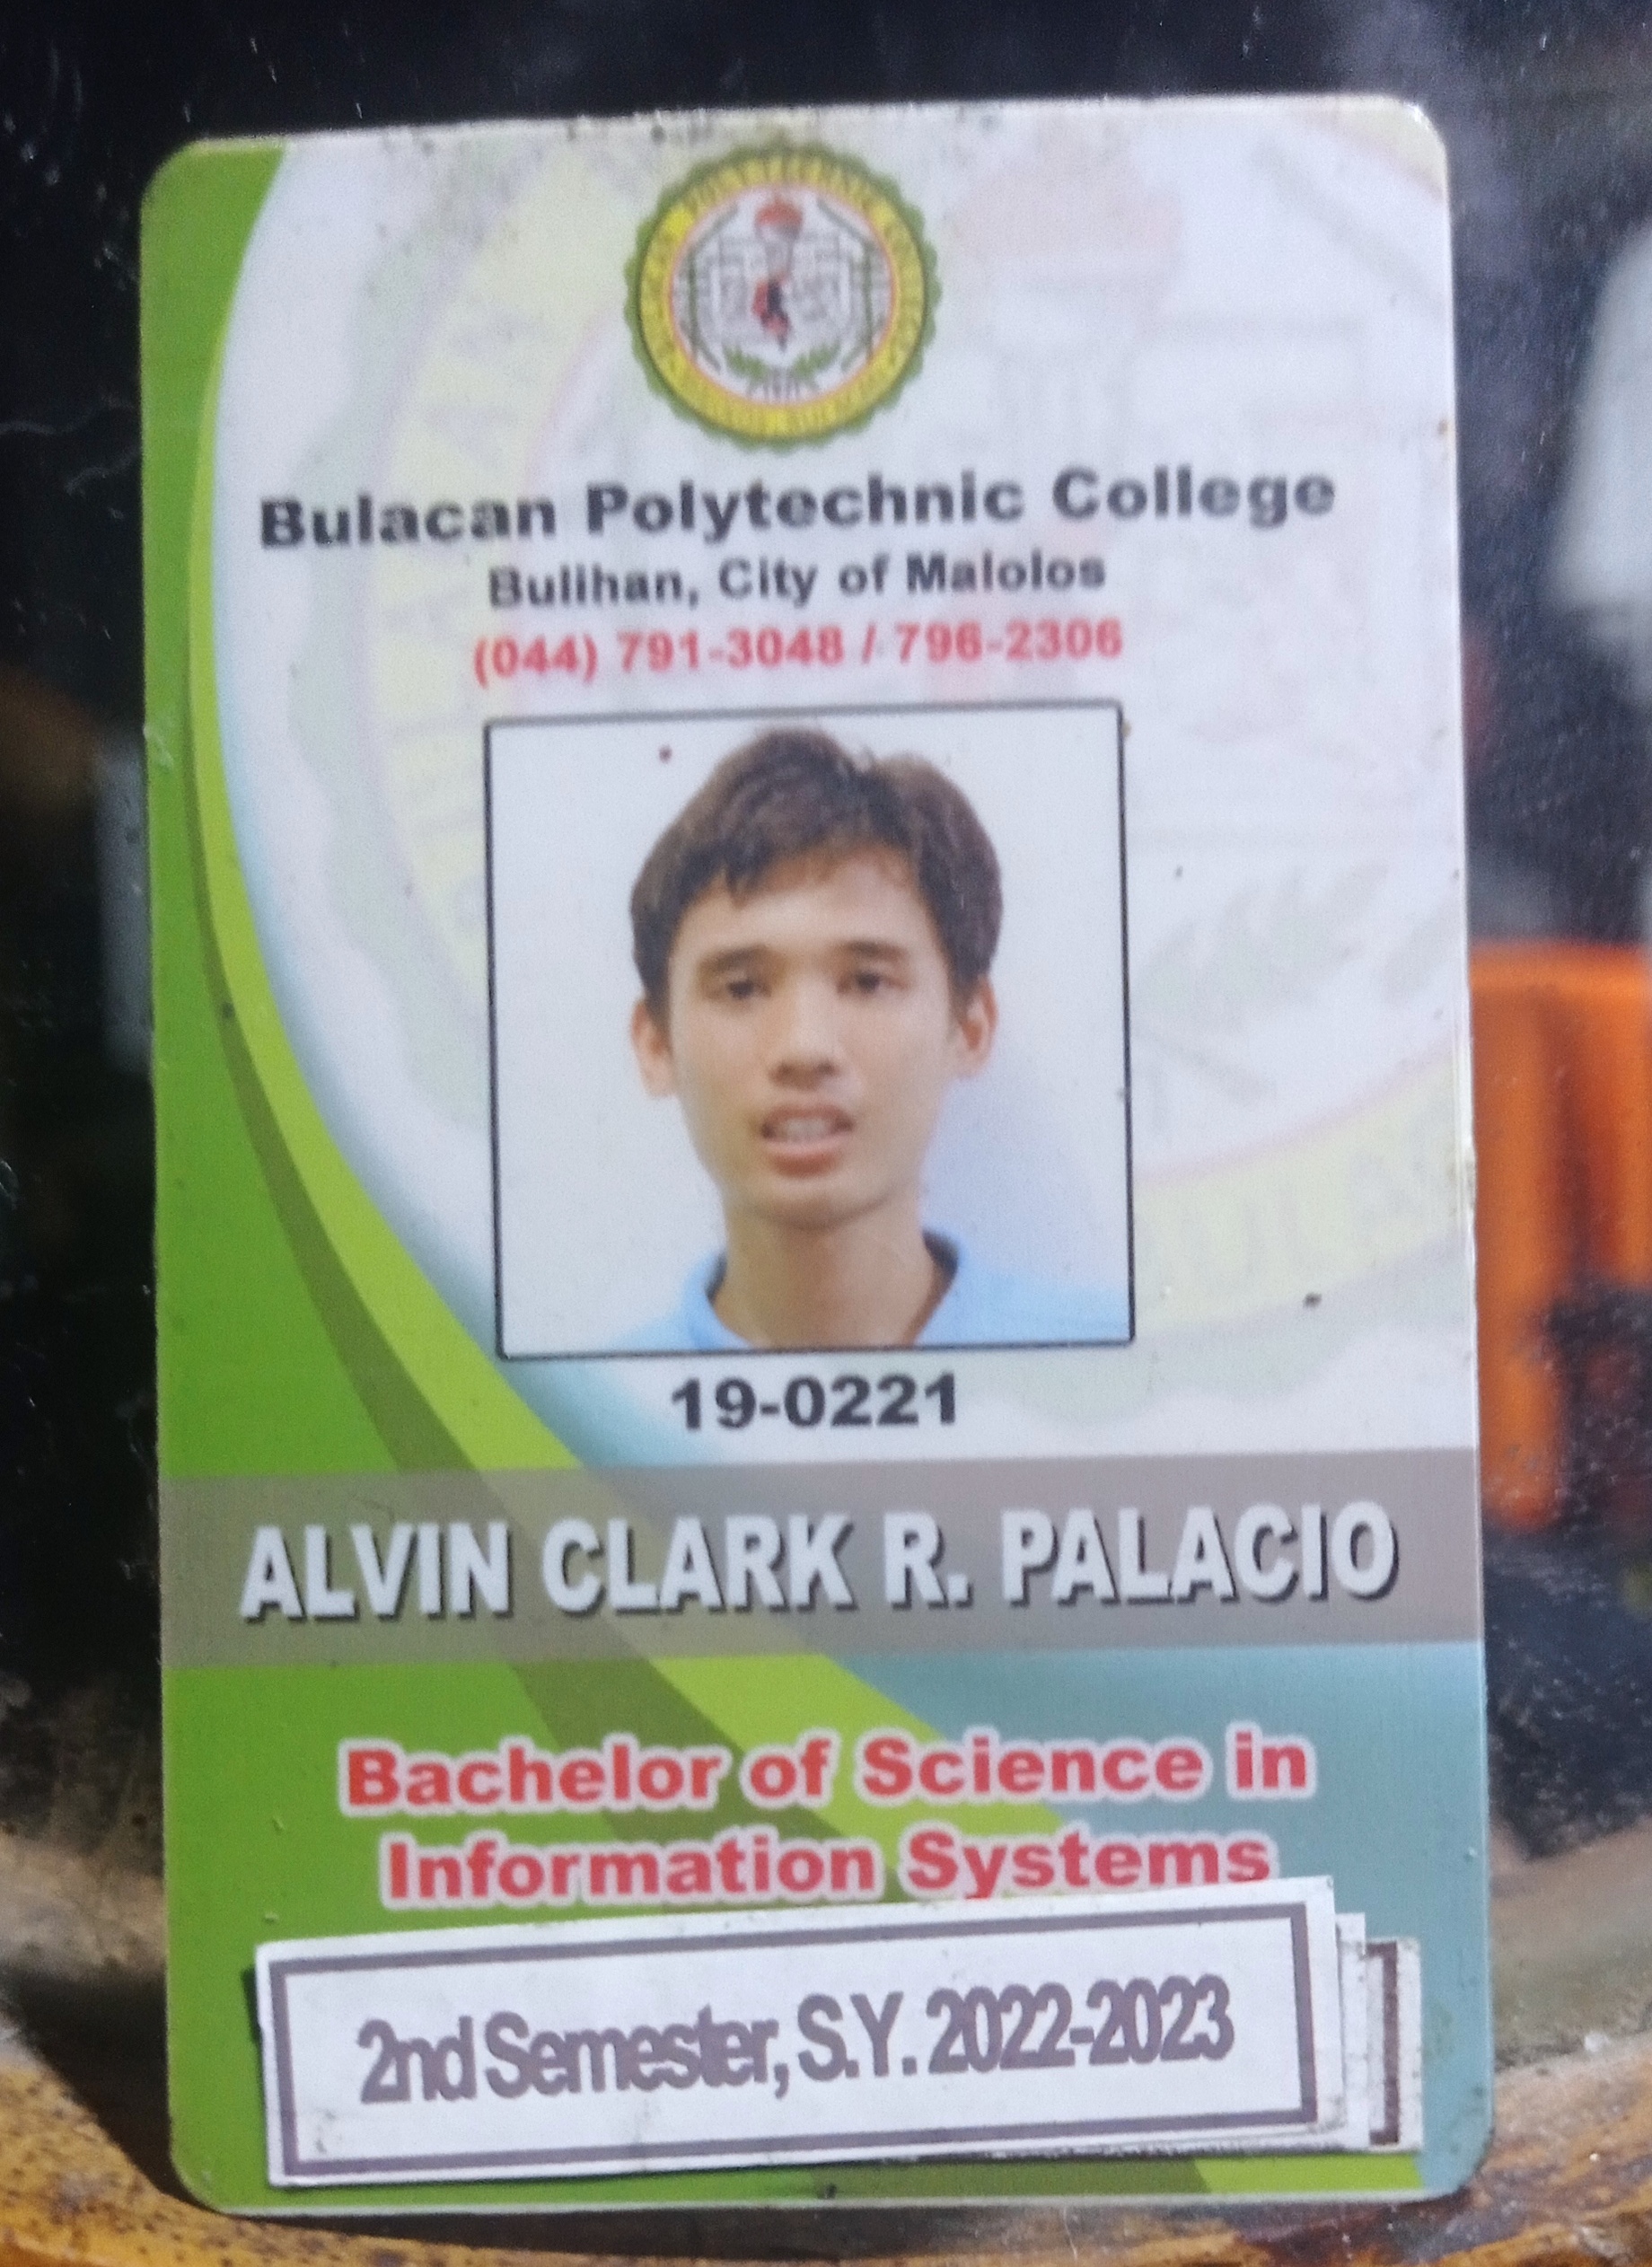 Bulacan Polytechnic College
Bulihan, City of Malolos
(044) 791-3048 / 796-2306
19-0221
ALVIN CLARK R. PALACIO
Bachelor of Science in
Information Systems
2nd Semester, S.Y. 2022-2023